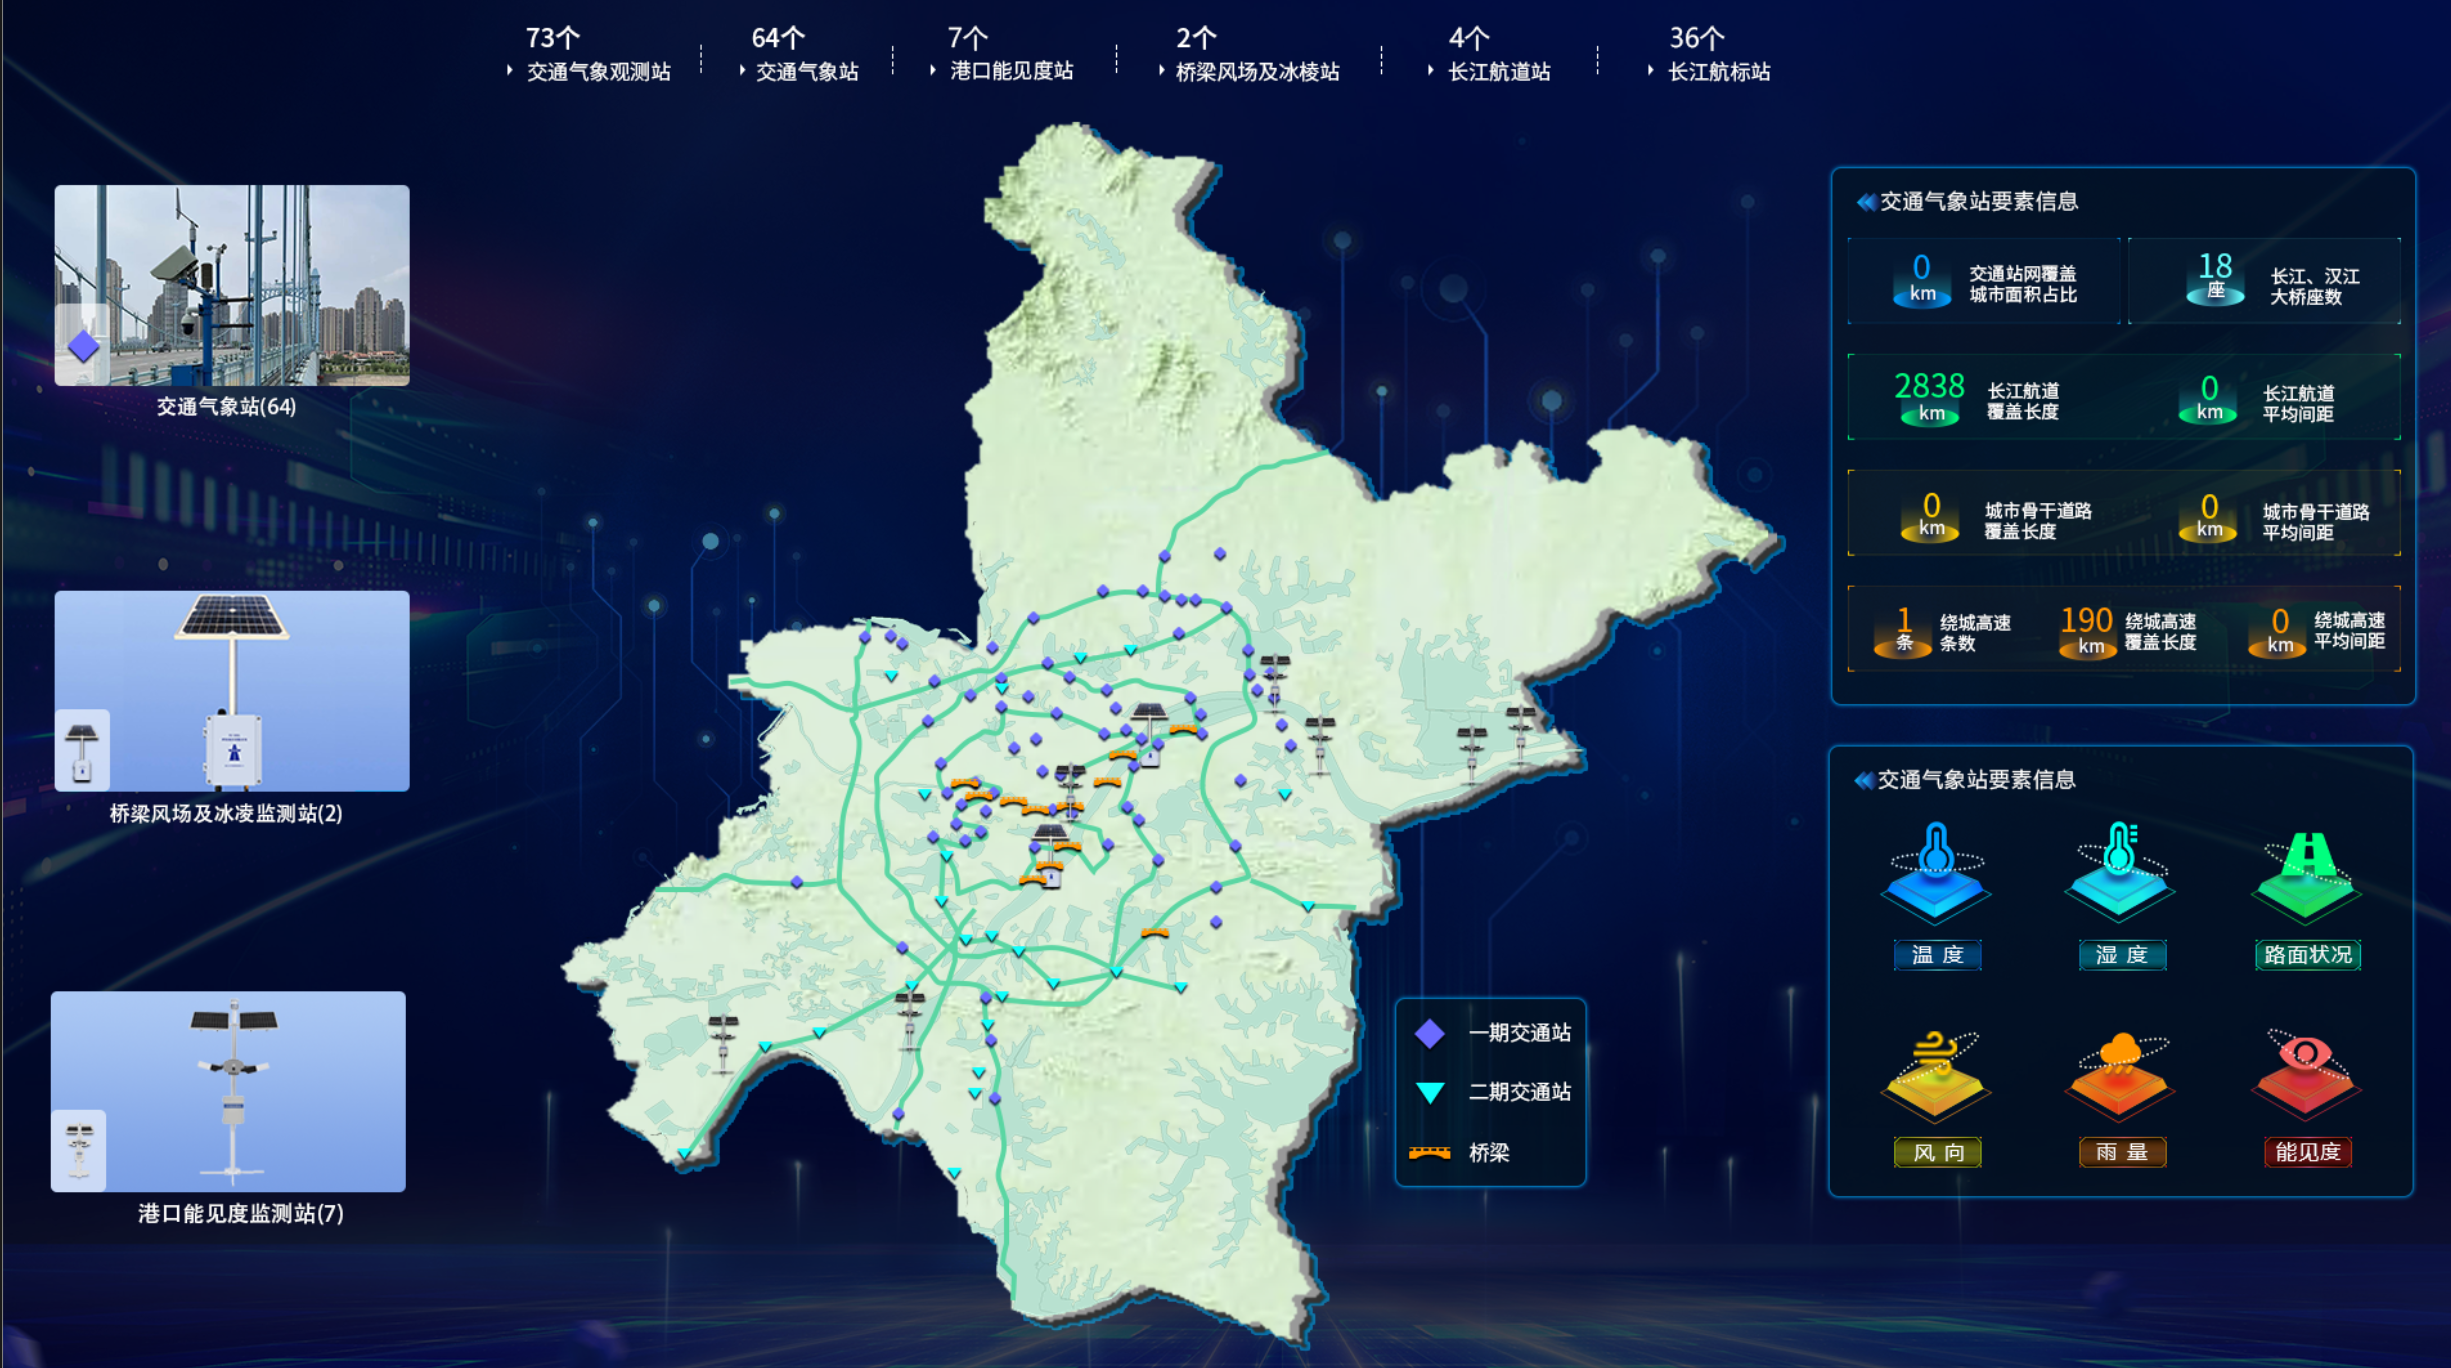 73个
交通气象观测站
64个
交通气象站
7个
港口能见度站
2个
桥梁风场及冰棱站
4个
长江航道站
36个
长江航标站
交通气象站(64)
桥梁风场及冰凌监测站(2)
港口能见度监测站(7)
一期交通站
二期交通站
桥梁
交通气象站要素信息
0
km
交通站网覆盖
城市面积占比
18
座
长江、汉江
大桥座数
2838
km
长江航道
覆盖长度
0
km
长江航道
平均间距
0
km
城市骨干道路
覆盖长度
0
km
城市骨干道路
平均间距
1
条
绕城高速
条数
190
km
绕城高速
覆盖长度
0
km
绕城高速
平均间距
交通气象站要素信息
温 度
湿 度
路面状况
风 向
雨 量
能见度